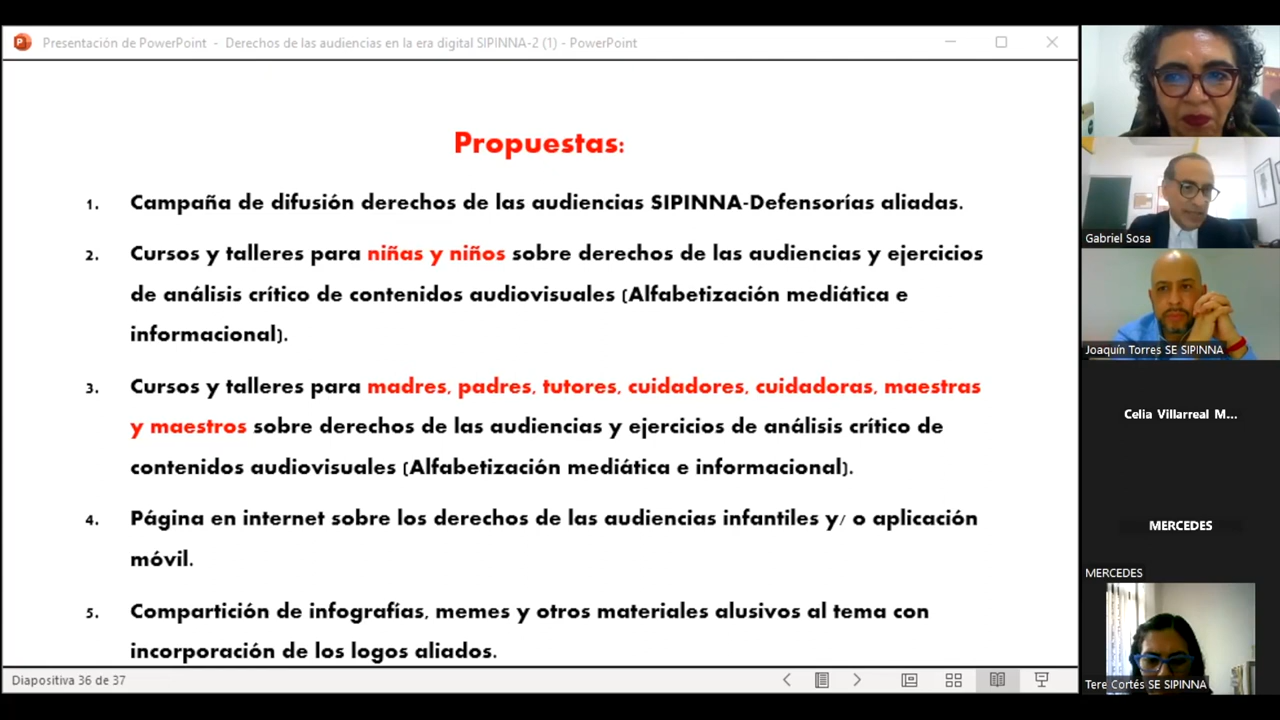 Presentación de PowerPoint - Derechos de las audiencias en la era digital SIPINNA-2 (1) - PowerPoint
Propuestas:
1. Campaña de difusión derechos de las audiencias SIPINNA-Defensorías aliadas.
2. Cursos y talleres para niñas y niños sobre derechos de las audiencias y ejercicios
de análisis crítico de contenidos audiovisuales (Alfabetización mediática e
informacional).
3. Cursos y talleres para madres, padres, tutores, cuidadores, cuidadoras, maestras
y maestros sobre derechos de las audiencias y ejercicios de análisis crítico de
contenidos audiovisuales (Alfabetización mediática e informacional).
4. Página en internet sobre los derechos de las audiencias infantiles y/ o aplicación
móvil.
5. Compartición de infografías, memes y otros materiales alusivos al tema con
incorporación de los logos aliados.
Diapositiva 36 de 37
Gabriel Sosa
Joaquín Torres SE SIPINNA
Celia Villarreal M...
MERCEDES
MERCEDES
Tere Cortés SE SIPINNA